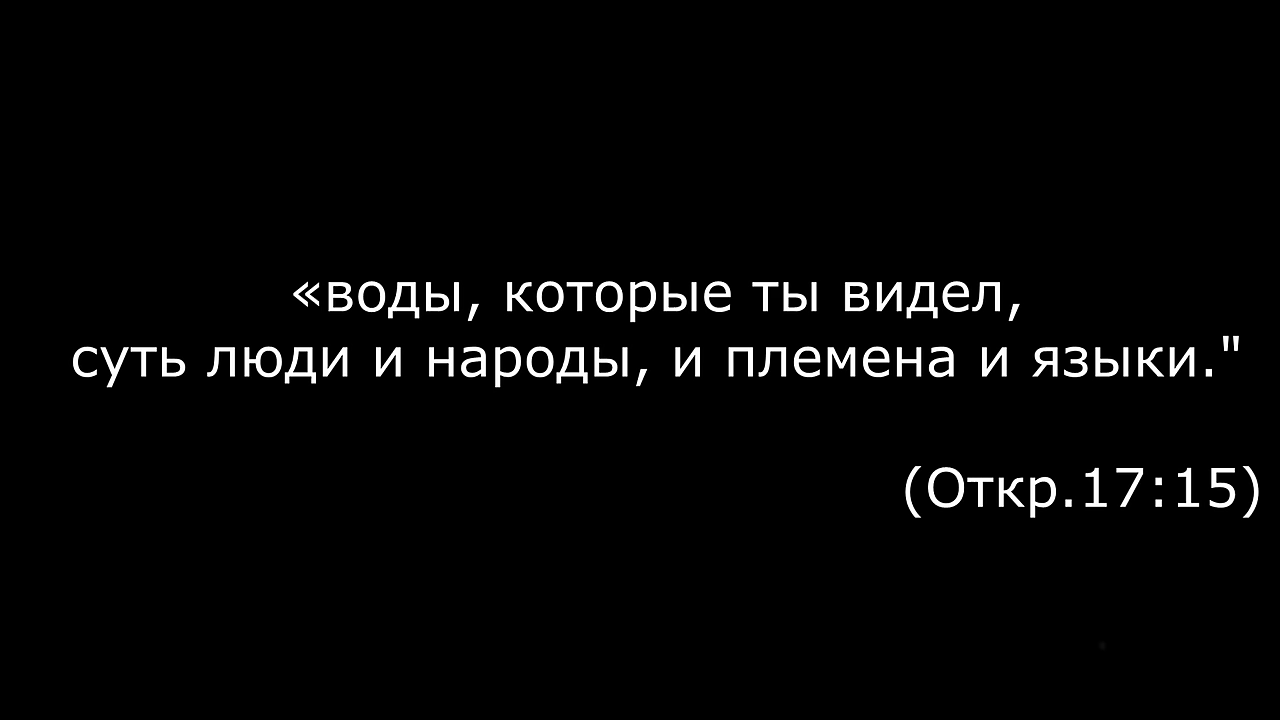 «воды, которые ты видел,
суть люди и народы, и племена и языки."
(Откр.17:15)